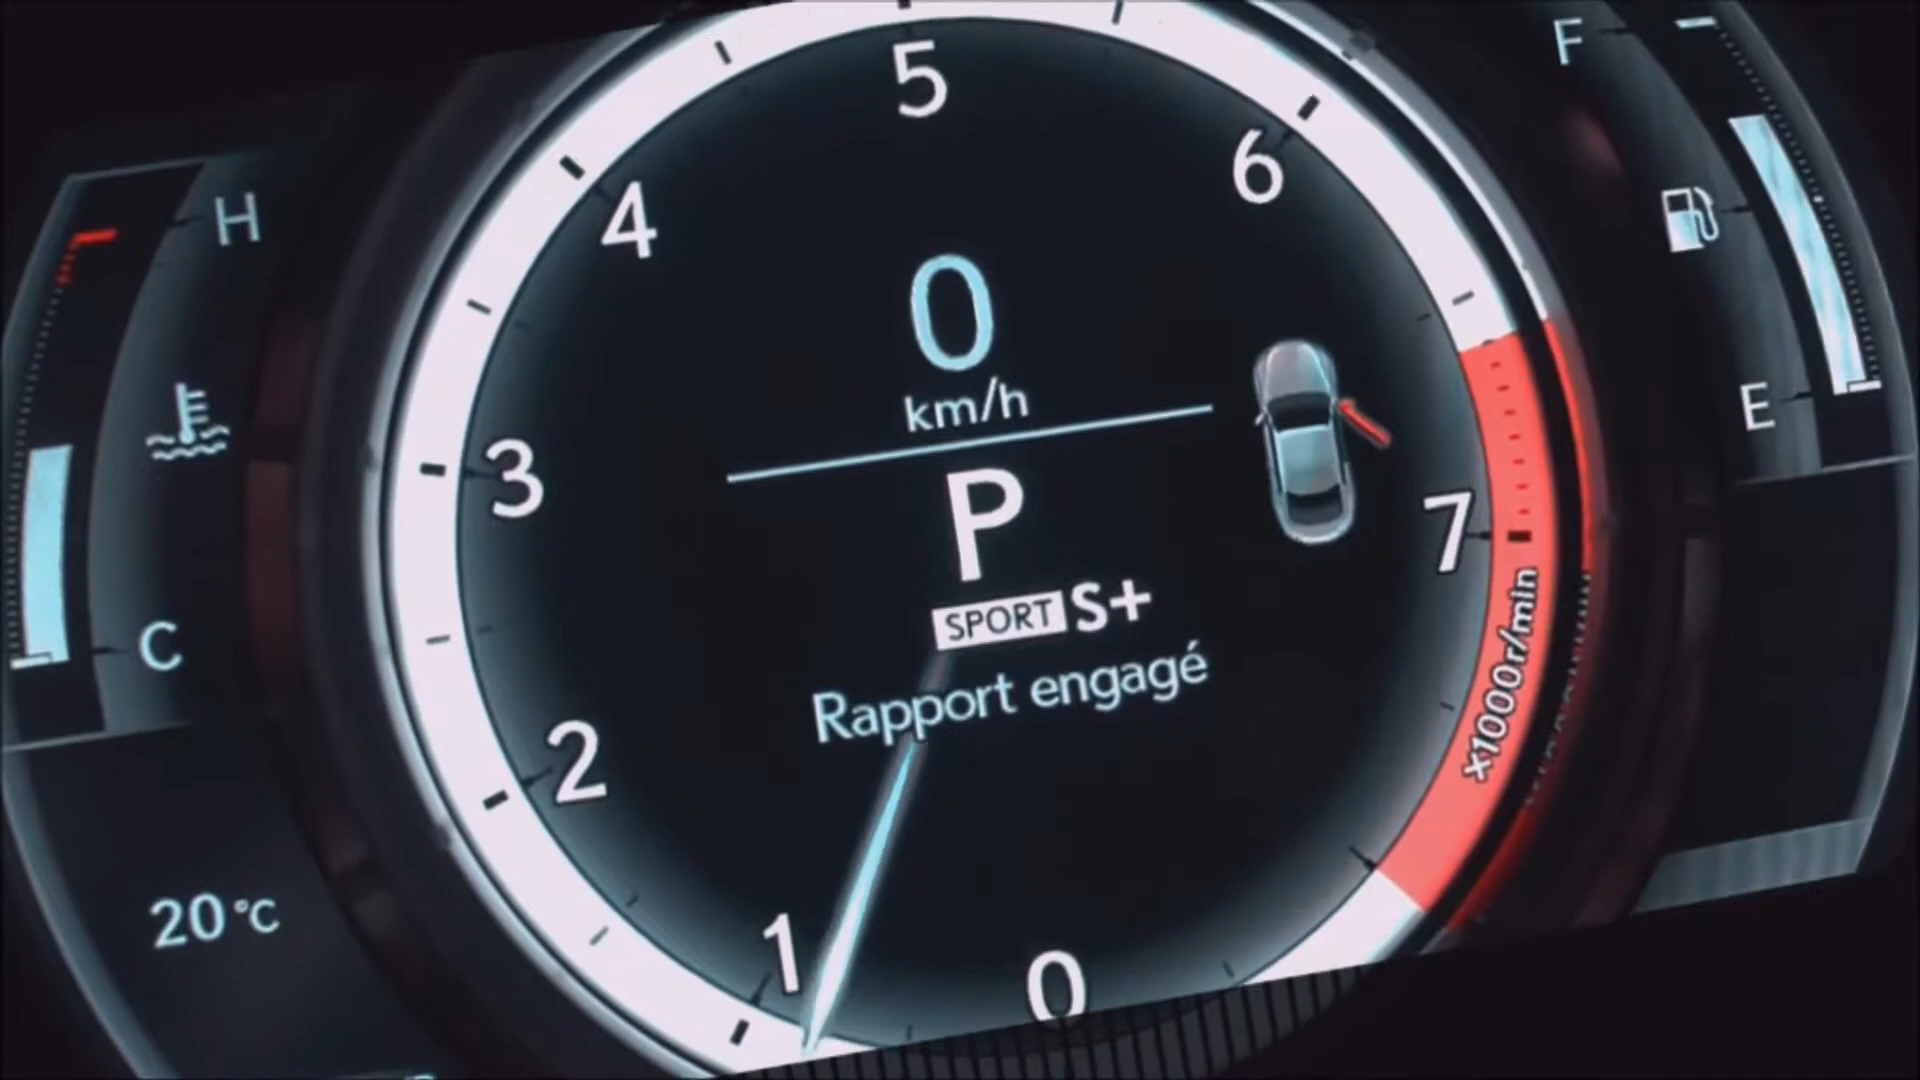 5
6
4
F
H
0
km/h
3
P
7
E
SPORT S+
Rapport engagé
C
2
x1000r/min
20°C
1
0